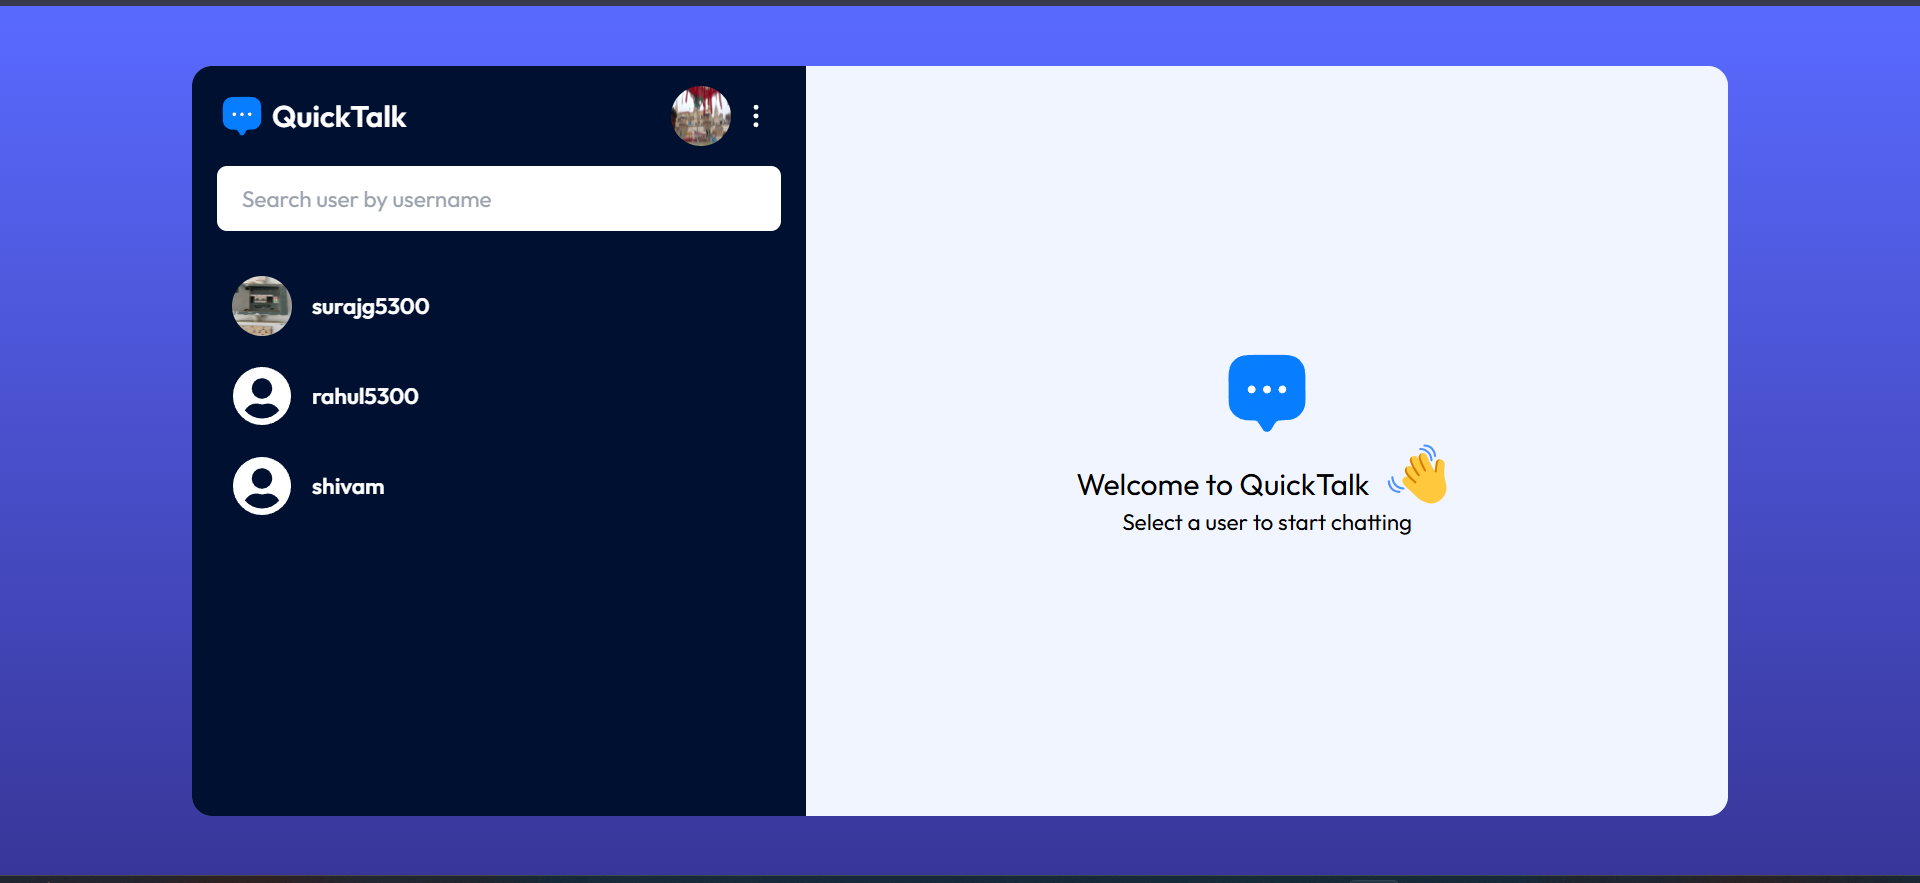 QuickTalk
Search user by username
surajg5300
rahul5300
shivam
Welcome to QuickTalk
Select a user to start chatting